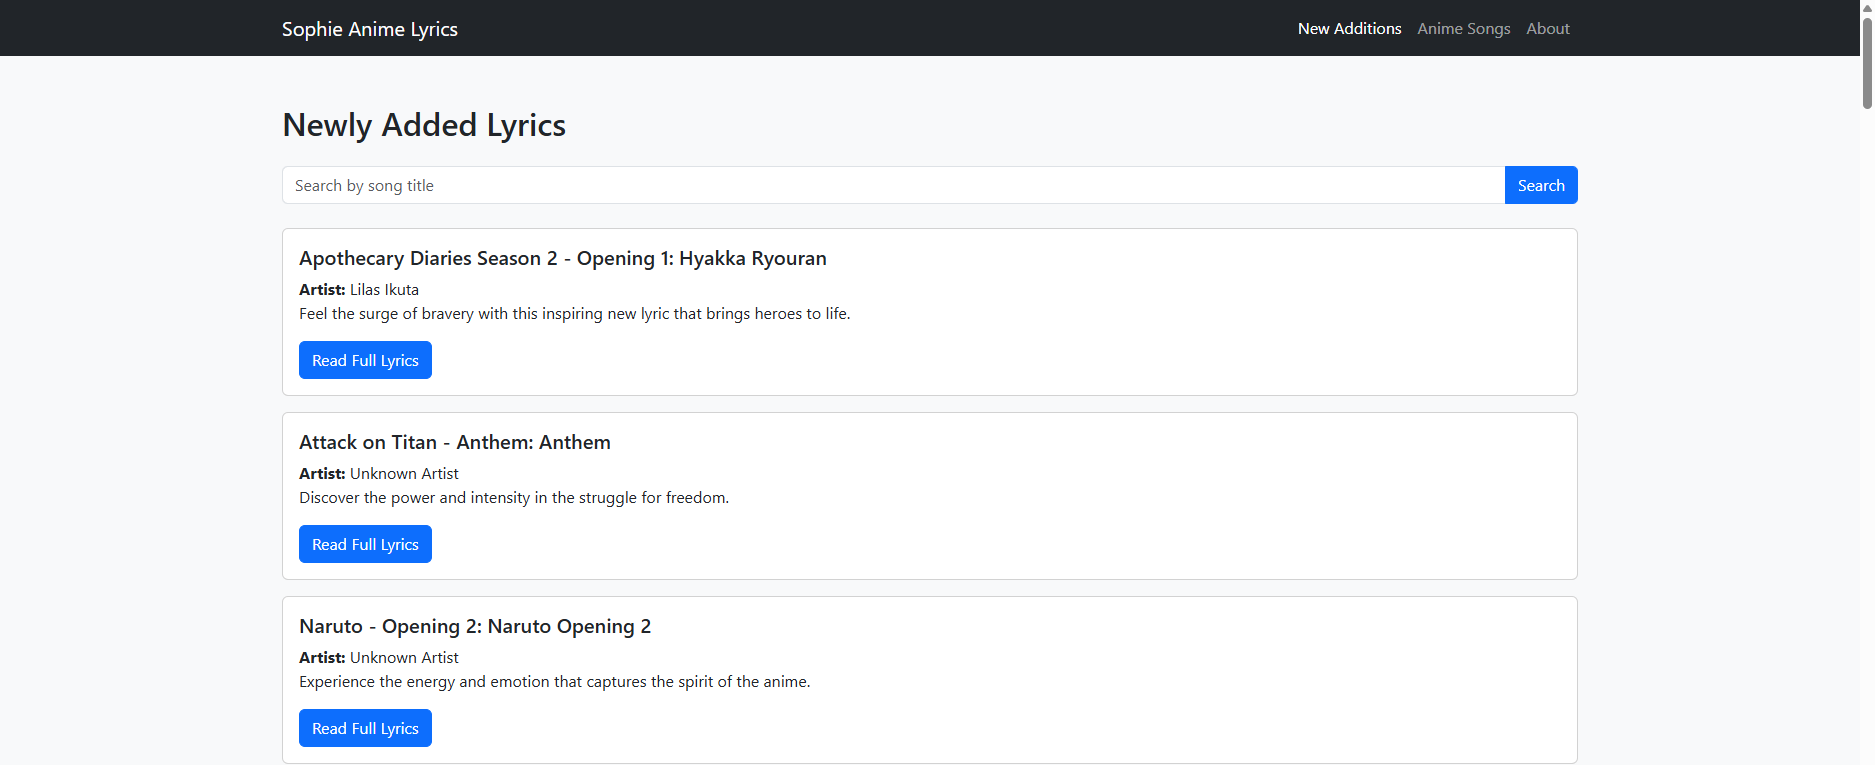 Sophie Anime Lyrics
New Additions Anime Songs About
Newly Added Lyrics
Search by song title Search
Apothecary Diaries Season 2 - Opening 1: Hyakka Ryouran
Artist: Lilas Ikuta
Feel the surge of bravery with this inspiring new lyric that brings heroes to life.
Read Full Lyrics
Attack on Titan - Anthem: Anthem
Artist: Unknown Artist
Discover the power and intensity in the struggle for freedom.
Read Full Lyrics
Naruto - Opening 2: Naruto Opening 2
Artist: Unknown Artist
Experience the energy and emotion that captures the spirit of the anime.
Read Full Lyrics